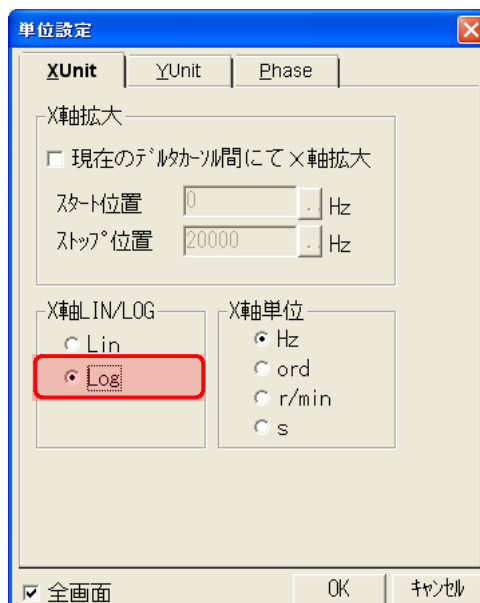 単位設定
XUnit YUnit Phase
X軸拡大
現在のﾃﾞﾙﾀｶｰｿﾙ間にてX軸拡大
ｽﾀｰﾄ位置 0 .. Hz
ｽﾄｯﾌﾟ位置 20000 .. Hz
X軸LIN/LOG
Lin
Log
X軸単位
Hz
ord
r/min
s
全画面
OK
ｷｬﾝｾﾙ